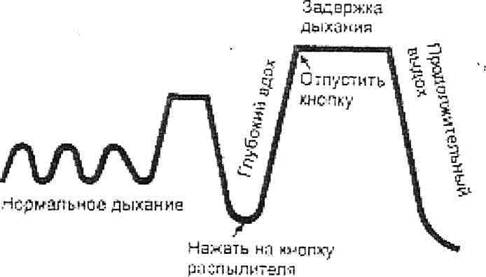 Задержка
дыхания
Отпустить
кнопку
Глубокий вдох
Продолжительный
выдох
Нормальное дыхание
Нажать на кнопку
распылителя